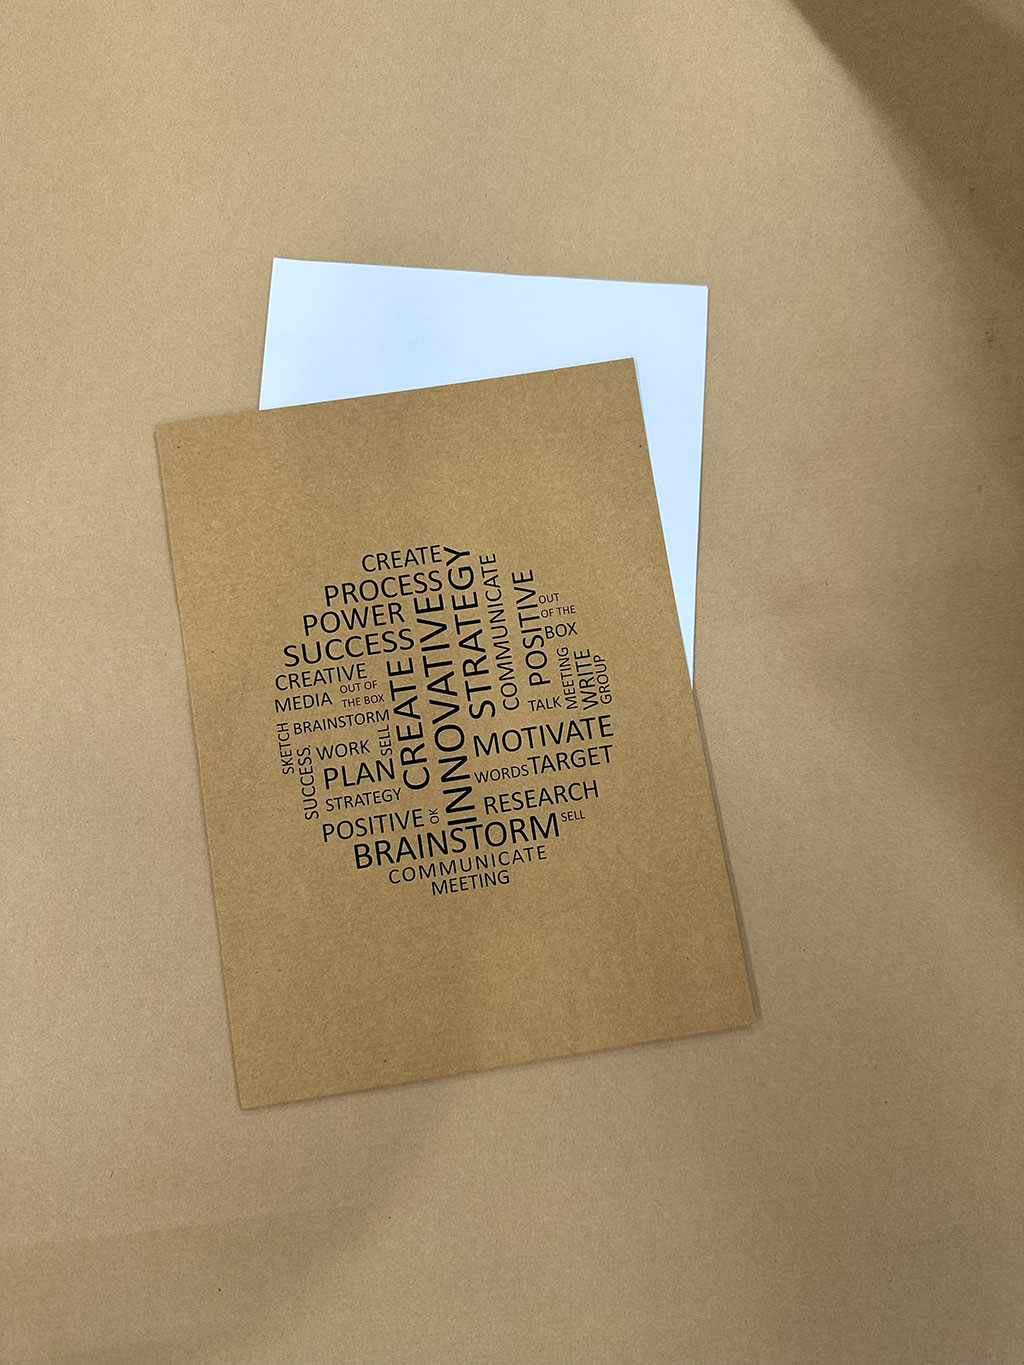 CREATE
PROCESS
POWER
SUCCESS
CREATIVE
MEDIA
OUT OF
THE BOX
BRAINSTORM
SKETCH
SUCCESS
WORK
SELL
PLAN
STRATEGY
CREATE
INNOVATIVE
STRATEGY
COMMUNICATE
POSITIVE
OUT
OF THE
BOX
TALK
MEETING
WRITE
GROUP
MOTIVATE
WORDS TARGET
RESEARCH
POSITIVE
OK
BRAINSTORM
SELL
COMMUNICATE
MEETING